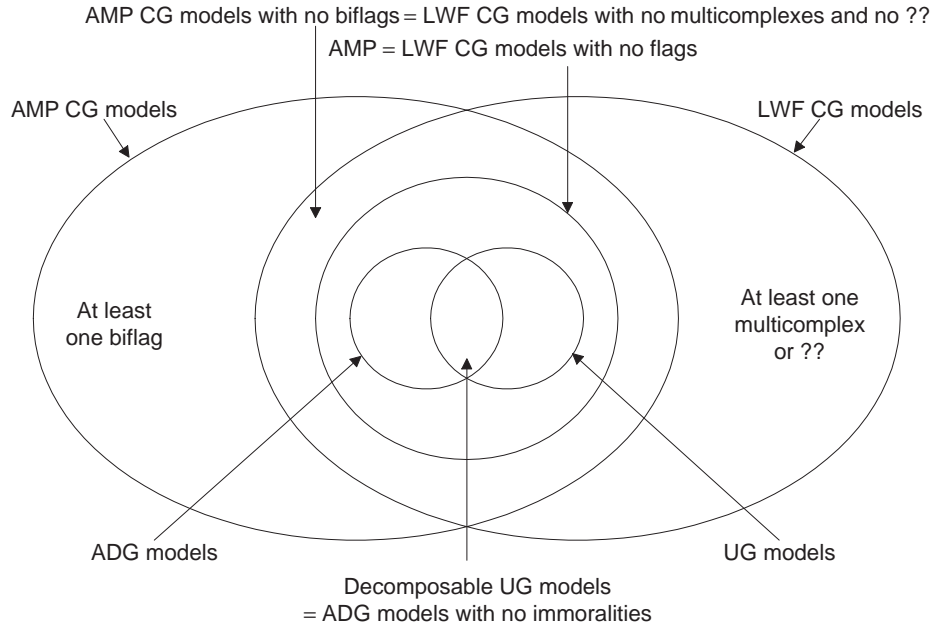 AMP CG models with no biflags = LWF CG models with no multicomplexes and no ??
AMP = LWF CG models with no flags
AMP CG models
LWF CG models
At least
one biflag
At least one
multicomplex
or ??
ADG models
UG models
Decomposable UG models
= ADG models with no immoralities